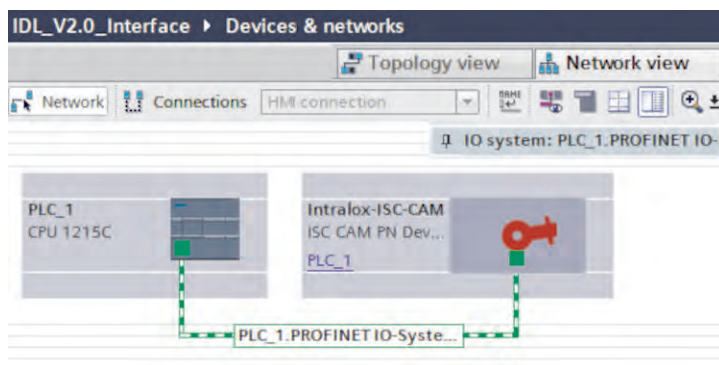 IDL_V2.0_Interface ▸ Devices & networks
Topology view
Network view
Network
Connections
HMI connection
NAME
IO system: PLC_1.PROFINET IO-
PLC_1
CPU 1215C
Intralox-ISC-CAM
ISC CAM PN Dev...
PLC_1
PLC_1.PROFINET IO-Syste...